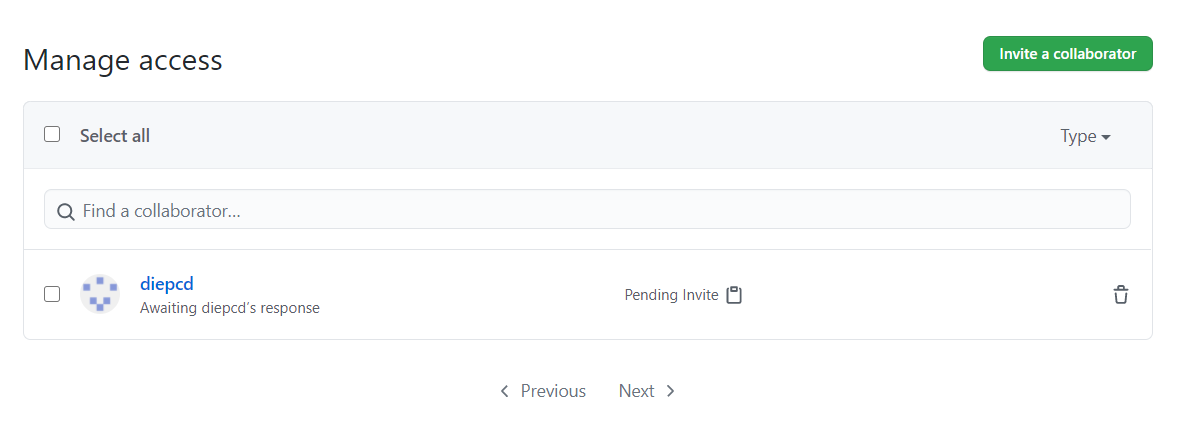 Manage access
Invite a collaborator
Select all
Type
Find a collaborator...
diepcd
Awaiting diepcd's response
Pending Invite
Previous
Next